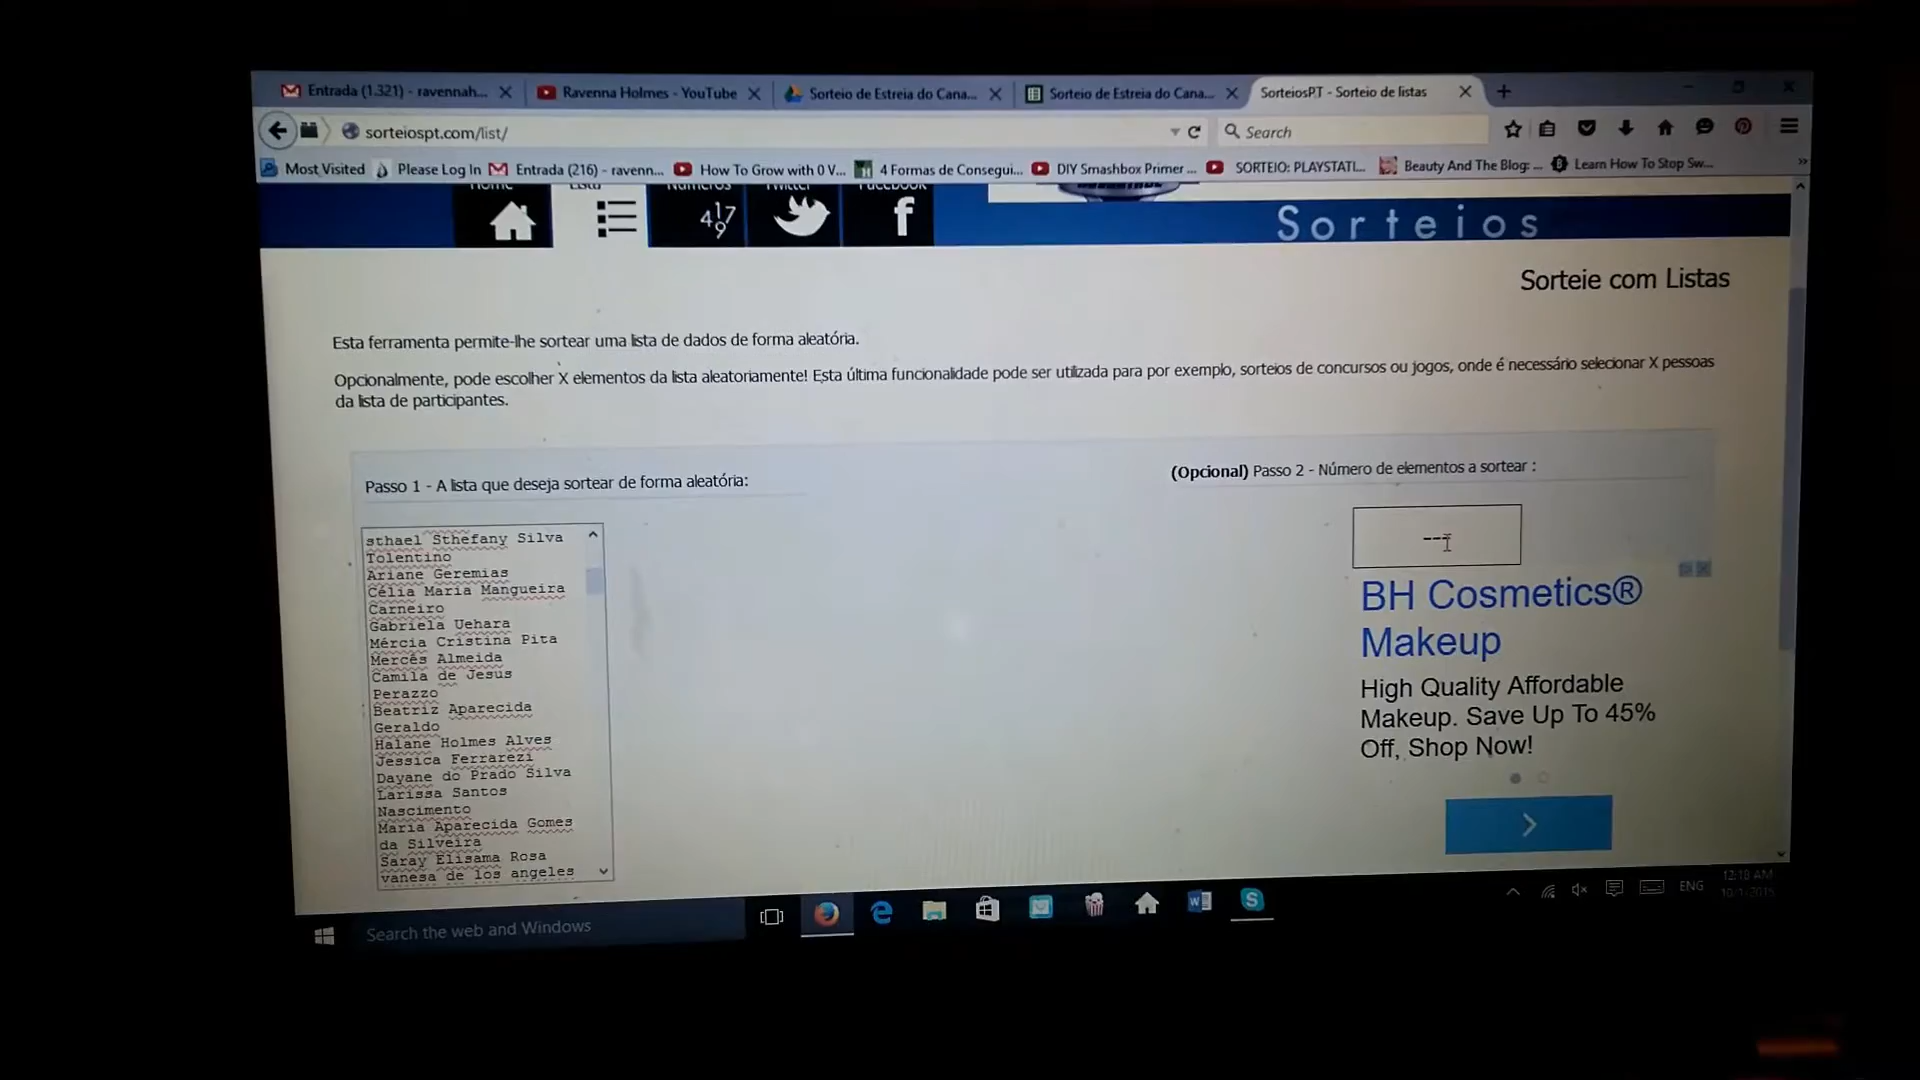 Entrada (1.321) - ravennah...
Ravenna Holmes - YouTube
Sorteio de Estreia do Cana...
Sorteio de Estreia do Cana...
SorteiosPT - Sorteio de listas
sorteiospt.com/list/
Search
Most Visited
Please Log In
Entrada (216) - ravenn...
How To Grow with 0 V...
4 Formas de Consegui...
DIY Smashbox Primer ...
SORTEIO: PLAYSTATI...
Beauty And The Blog: ...
Learn How To Stop Sw...
Sorteios
Sorteie com Listas
Esta ferramenta permite-lhe sortear uma lista de dados de forma aleatória.
Opcionalmente, pode escolher X elementos da lista aleatoriamente! Esta última funcionalidade pode ser utilizada para por exemplo, sorteios de concursos ou jogos, onde é necessário selecionar X pessoas
da lista de participantes.
Passo 1 - A lista que deseja sortear de forma aleatória:
(Opcional) Passo 2 - Número de elementos a sortear :
sthael Sthefany Silva
Tolentino
Ariane Geremias
Célia Maria Mangueira
Carneiro
Gabriela Uehara
Mércia Cristina Pita
Mercês Almeida
Camila de Jesus
Perazzo
Beatriz Aparecida
Geraldo
Halane Holmes Alves
Jessica Ferrarezi
Dayane do Prado Silva
Larissa Santos
Nascimento
Maria Aparecida Gomes
da Silveira
Saray Elisama Rosa
vanesa de los angeles
BH Cosmetics®
Makeup
High Quality Affordable
Makeup. Save Up To 45%
Off, Shop Now!
Search the web and Windows
ENG
12:18 AM